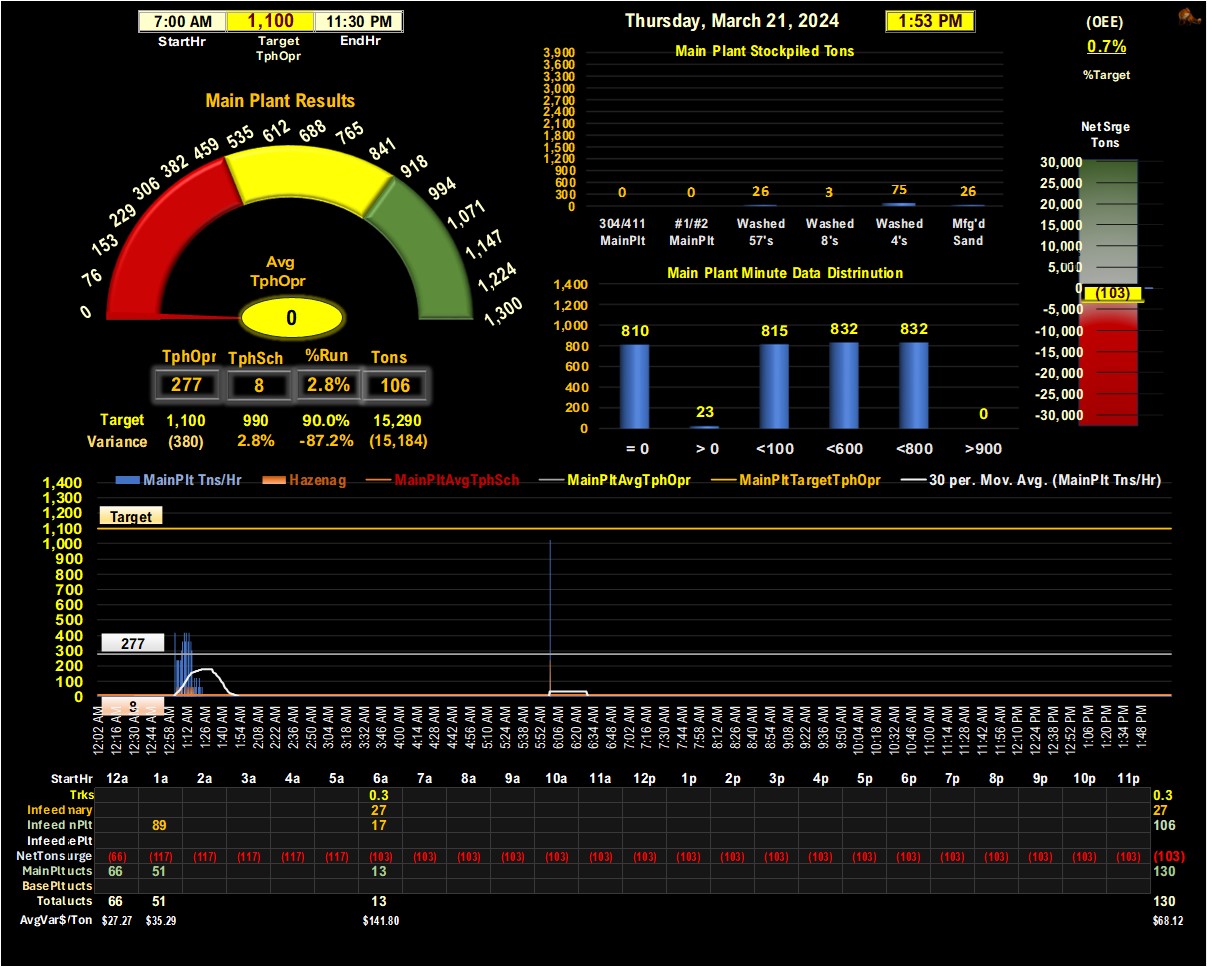 7:00 AM 1,100 11:30 PM
StartHr Target TphOpr EndHr
Thursday, March 21, 2024 1:53 PM
(OEE)
0.7%
%Target
Main Plant Stockpiled Tons
3,900
3,600
3,300
3,000
2,700
2,400
2,100
1,800
1,500
1,200
900
600
300
0
0 0 26 3 75 26
304/411 #1/#2 Washed Washed Washed Mfg'd
MainPlt MainPlt 57's 8's 4's Sand
Main Plant Results
0 76 153 229 306 382 459 535 612 688 765 841 918 994 1,071 1,147 1,224 1,300
Avg
TphOpr
0
TphOpr TphSch %Run Tons
277 8 2.8% 106
Target 1,100 990 90.0% 15,290
Variance (380) 2.8% -87.2% (15,184)
Main Plant Minute Data Distrinution
1,400
1,200
1,000
800
600
400
200
0
810 23 815 832 832 0
= 0 > 0 <100 <600 <800 >900
Net Srge
Tons
30,000
25,000
20,000
15,000
10,000
5,000
0
(103)
-5,000
-10,000
-15,000
-20,000
-25,000
-30,000
MainPlt Tns/Hr Hazenag MainPltAvgTphSch MainPltAvgTphOpr MainPltTargetTphOpr 30 per. Mov. Avg. (MainPlt Tns/Hr)
1,400
1,300
1,200
1,100
1,000
900
800
700
600
500
400
300
200
100
0
Target
277
8
12:02 AM 12:16 AM 12:30 AM 12:44 AM 12:58 AM 1:12 AM 1:26 AM 1:40 AM 1:54 AM 2:08 AM 2:22 AM 2:36 AM 2:50 AM 3:04 AM 3:18 AM 3:32 AM 3:46 AM 4:00 AM 4:14 AM 4:28 AM 4:42 AM 4:56 AM 5:10 AM 5:24 AM 5:38 AM 5:52 AM 6:06 AM 6:20 AM 6:34 AM 6:48 AM 7:02 AM 7:16 AM 7:30 AM 7:44 AM 7:58 AM 8:12 AM 8:26 AM 8:40 AM 8:54 AM 9:08 AM 9:22 AM 9:36 AM 9:50 AM 10:04 AM 10:18 AM 10:32 AM 10:46 AM 11:00 AM 11:14 AM 11:28 AM 11:42 AM 11:56 AM 12:10 PM 12:24 PM 12:38 PM 12:52 PM 1:06 PM 1:20 PM 1:34 PM 1:48 PM
StartHr 12a 1a 2a 3a 4a 5a 6a 7a 8a 9a 10a 11a 12p 1p 2p 3p 4p 5p 6p 7p 8p 9p 10p 11p
Trks 0.3 0.3
Infeed nary 27 27
Infeed nPlt 89 17 106
Infeed ePlt
NetTons urge (66) (117) (117) (117) (117) (117) (103) (103) (103) (103) (103) (103) (103) (103) (103) (103) (103) (103) (103) (103) (103) (103) (103) (103) (103)
MainPlt ucts 66 51 13 130
BasePlt ucts
Total ucts 66 51 13 130
AvgVar$/Ton $27.27 $35.29 $141.80 $68.12